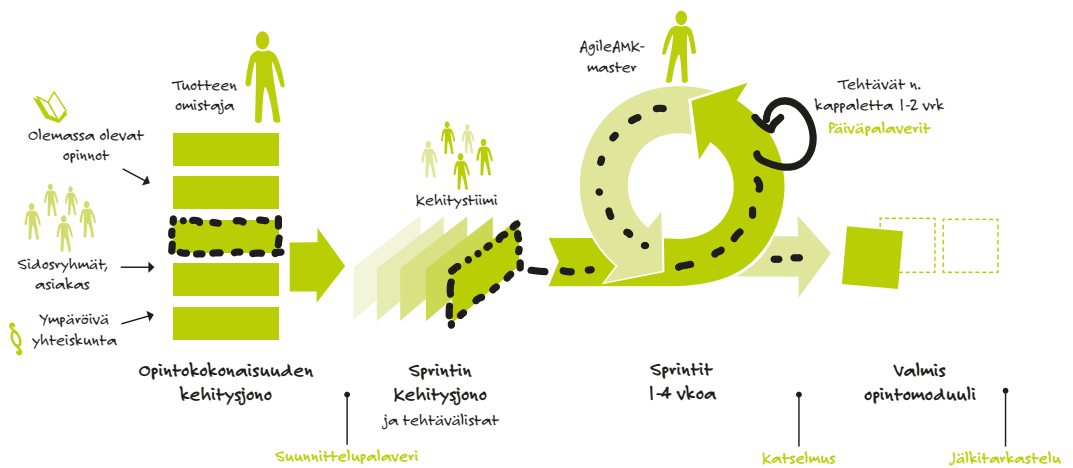 Tuotteen
omistaja
Olemassa olevat
opinnot
Sidosryhmät,
asiakas
Ympäröivä
yhteiskunta
§
Kehitystiimi
AgileAMK-
master
Tehtävät n.
kappaletta 1-2 vrk
Päiväpalaverit
Opintokokonaisuuden
kehitysjono
Sprintin
Kehitysjono
ja tehtävälistat
Sprintit
1-4 vkoa
Valmis
opintomoduuli
Suunnittelupalaveri
Katselmus
Jälkitarkastelu